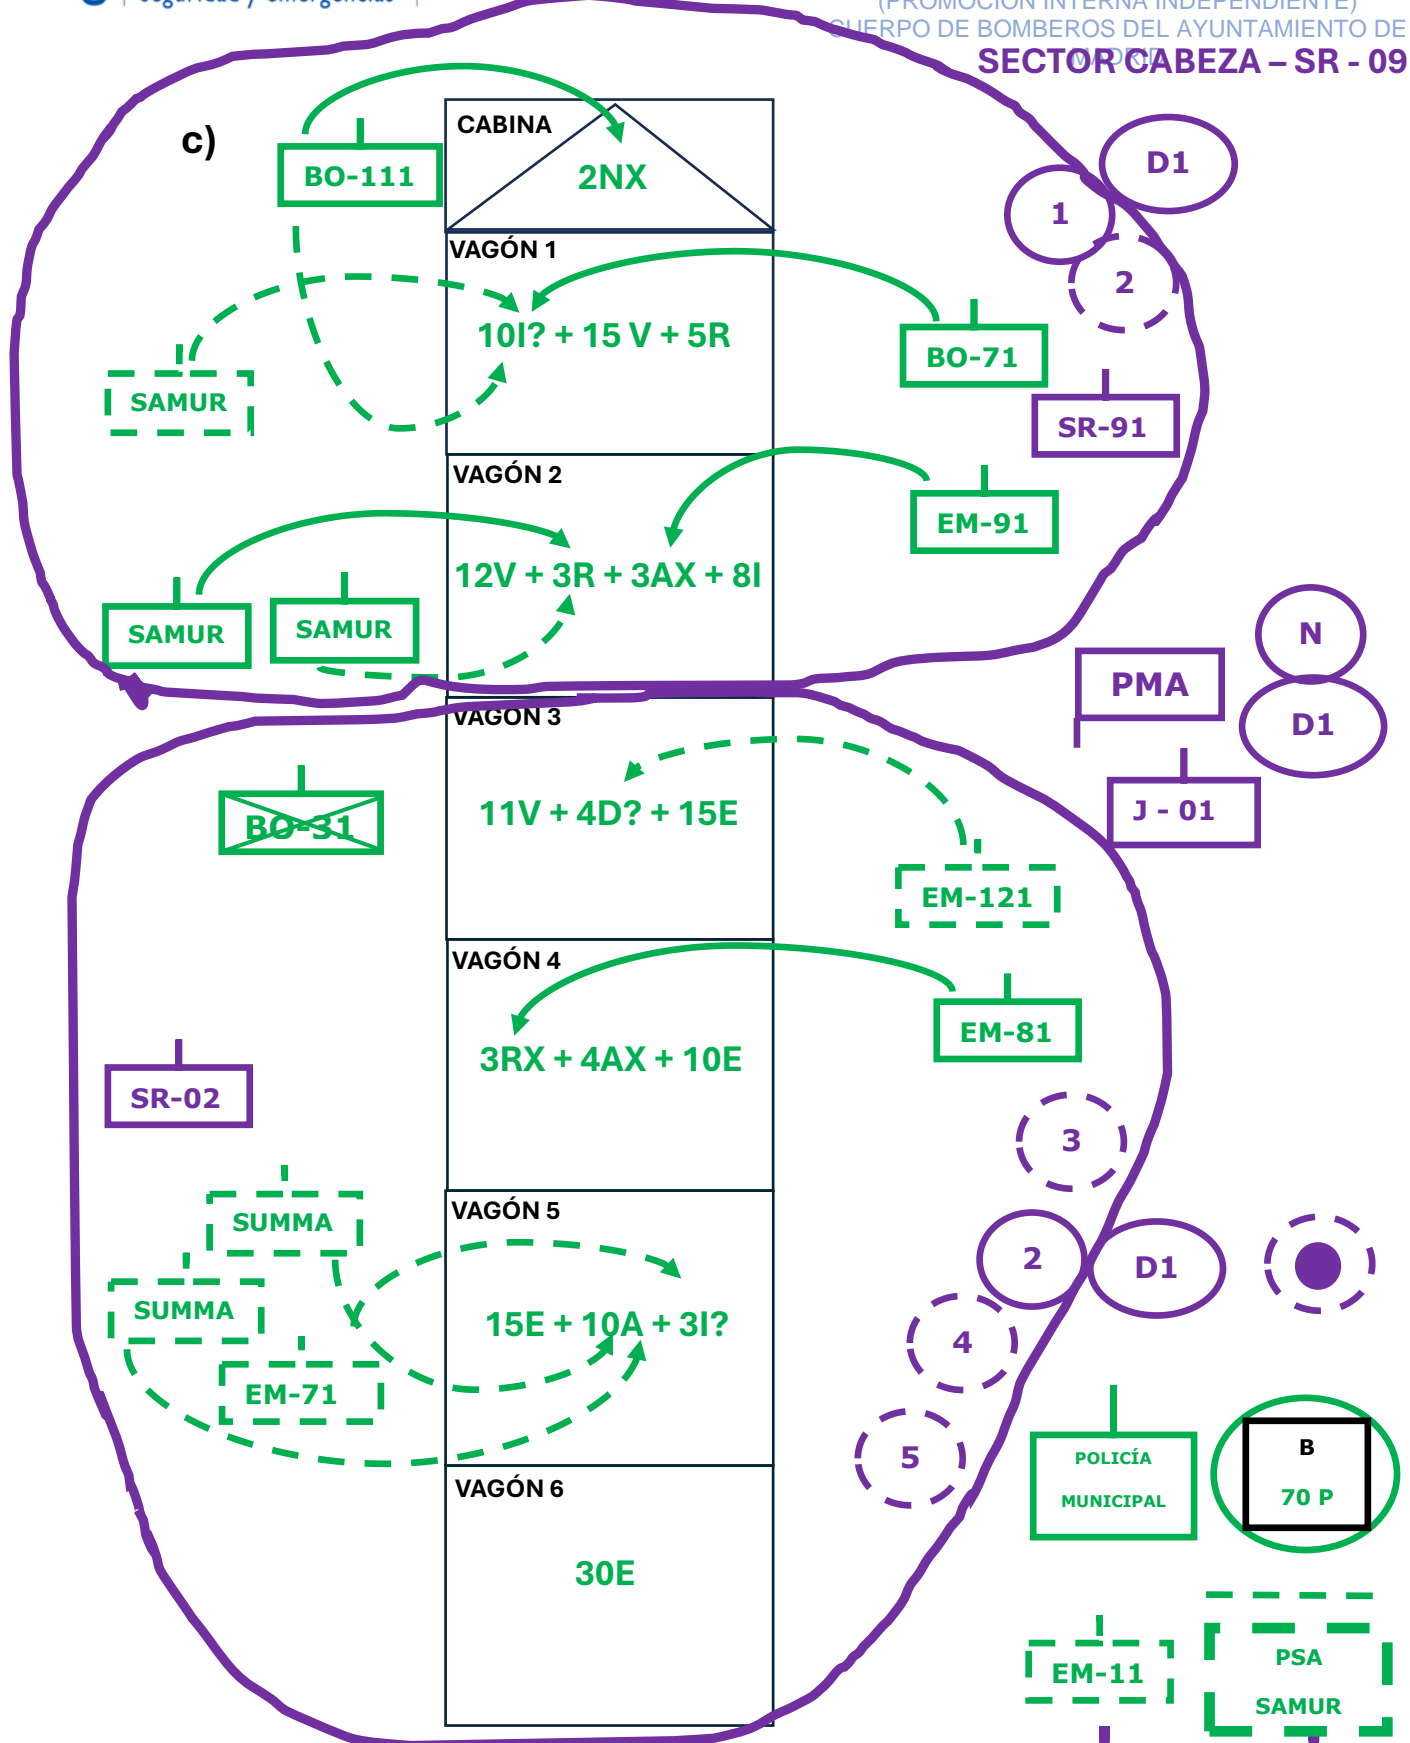 seguridad y emergencias
(PROMOCIÓN INTERNA INDEPENDIENTE)
CUERPO DE BOMBEROS DEL AYUNTAMIENTO DE
MADRID
SECTOR CABEZA – SR - 09
c)
CABINA
2NX
BO-111
D1
1
2
VAGÓN 1
10I? + 15 V + 5R
BO-71
SAMUR
SR-91
VAGÓN 2
12V + 3R + 3AX + 8I
EM-91
SAMUR
SAMUR
N
PMA
D1
VAGÓN 3
11V + 4D? + 15E
BO-31
J - 01
EM-121
VAGÓN 4
3RX + 4AX + 10E
EM-81
SR-02
3
VAGÓN 5
15E + 10A + 3I?
SUMMA
SUMMA
EM-71
2
D1
4
5
POLICÍA
MUNICIPAL
B
70 P
VAGÓN 6
30E
EM-11
PSA
SAMUR